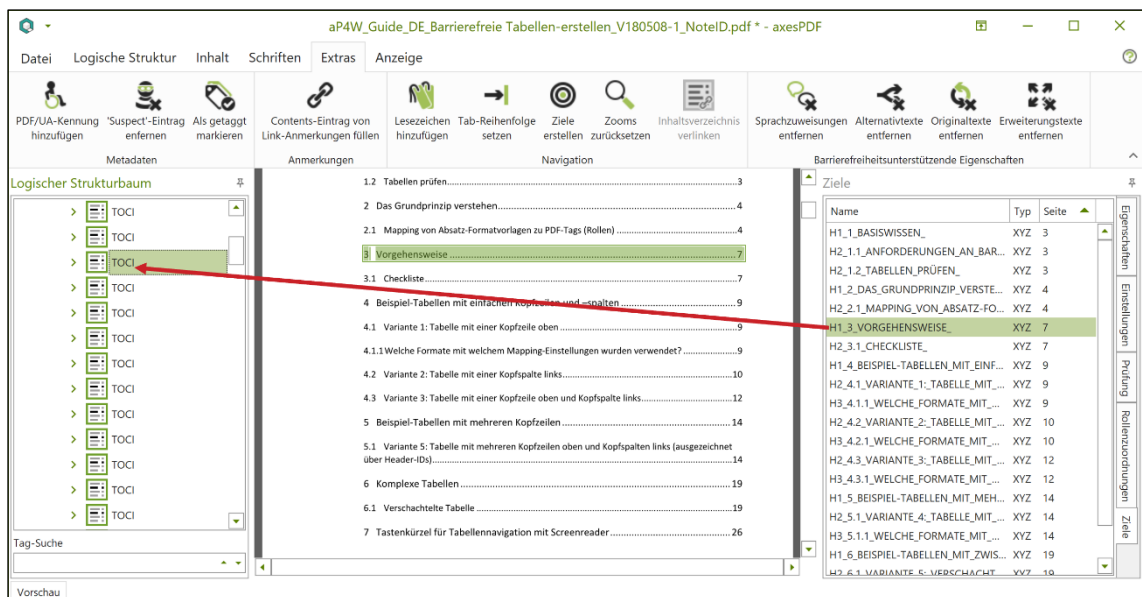 aP4W_Guide_DE_Barrierefreie Tabellen-erstellen_V180508-1_NoteID.pdf * - axesPDF
Datei Logische Struktur Inhalt Schriften Extras Anzeige
PDF/UA-Kennung hinzufügen
'Suspect'-Eintrag entfernen
Als getaggt markieren
Contents-Eintrag von Link-Anmerkungen füllen
Lesezeichen hinzufügen
Tab-Reihenfolge setzen
Ziele erstellen
Zooms zurücksetzen
Inhaltsverzeichnis verlinken
Sprachzuweisungen entfernen
Alternativtexte entfernen
Originaltexte entfernen
Erweiterungstexte entfernen
Metadaten
Anmerkungen
Navigation
Barrierefreiheitsunterstützende Eigenschaften
Logischer Strukturbaum
TOCI
TOCI
TOCI
TOCI
TOCI
TOCI
TOCI
TOCI
TOCI
TOCI
TOCI
TOCI
TOCI
Tag-Suche
Vorschau
1.2 Tabellen prüfen 3
2 Das Grundprinzip verstehen 4
2.1 Mapping von Absatz-Formatvorlagen zu PDF-Tags (Rollen) 4
3 Vorgehensweise 7
3.1 Checkliste 7
4 Beispiel-Tabellen mit einfachen Kopfzeilen und –spalten 9
4.1 Variante 1: Tabelle mit einer Kopfzeile oben 9
4.1.1 Welche Formate mit welchem Mapping-Einstellungen wurden verwendet? 9
4.2 Variante 2: Tabelle mit einer Kopfspalte links 10
4.3 Variante 3: Tabelle mit einer Kopfzeile oben und Kopfspalte links 12
5 Beispiel-Tabellen mit mehreren Kopfzeilen 14
5.1 Variante 5: Tabelle mit mehreren Kopfzeilen oben und Kopfspalten links (ausgezeichnet
über Header-IDs) 14
6 Komplexe Tabellen 19
6.1 Verschachtelte Tabelle 19
7 Tastenkürzel für Tabellennavigation mit Screenreader 26
Ziele
Name Typ Seite
H1_1_BASISWISSEN_ XYZ 3
H2_1.1_ANFORDERUNGEN_AN_BAR... XYZ 3
H2_1.2_TABELLEN_PRÜFEN_ XYZ 3
H1_2_DAS_GRUNDPRINZIP_VERSTE... XYZ 4
H2_2.1_MAPPING_VON_ABSATZ-FO... XYZ 4
H1_3_VORGEHENSWEISE_ XYZ 7
H2_3.1_CHECKLISTE_ XYZ 7
H1_4_BEISPIEL-TABELLEN_MIT_EINF... XYZ 9
H2_4.1_VARIANTE_1:_TABELLE_MIT_... XYZ 9
H3_4.1.1_WELCHE_FORMATE_MIT_... XYZ 9
H2_4.2_VARIANTE_2:_TABELLE_MIT_... XYZ 10
H3_4.2.1_WELCHE_FORMATE_MIT_... XYZ 10
H2_4.3_VARIANTE_3:_TABELLE_MIT_... XYZ 12
H3_4.3.1_WELCHE_FORMATE_MIT_... XYZ 12
H1_5_BEISPIEL-TABELLEN_MIT_MEH... XYZ 14
H2_5.1_VARIANTE_4:_TABELLE_MIT_... XYZ 14
H3_5.1.1_WELCHE_FORMATE_MIT_... XYZ 14
H1_6_BEISPIEL-TABELLEN_MIT_ZWIS... XYZ 19
H2_6.1_VARIANTE_5:_VERSCHACHT... XYZ 19
Eigenschaften
Einstellungen
Prüfung
Rollenzuordnungen
Ziele